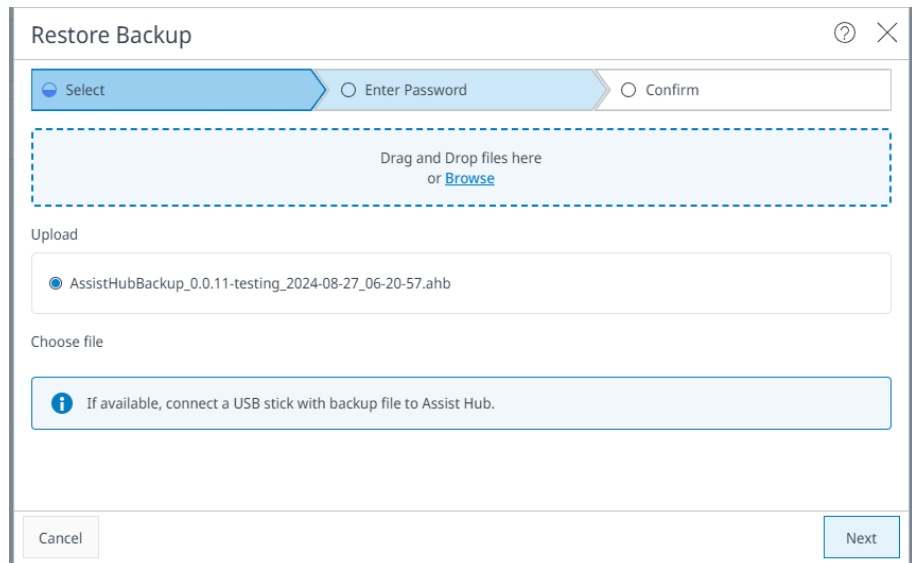 Restore Backup
Select
Enter Password
Confirm
Drag and Drop files here
or Browse
Upload
AssistHubBackup_0.0.11-testing_2024-08-27_06-20-57.ahb
Choose file
If available, connect a USB stick with backup file to Assist Hub.
Cancel
Next